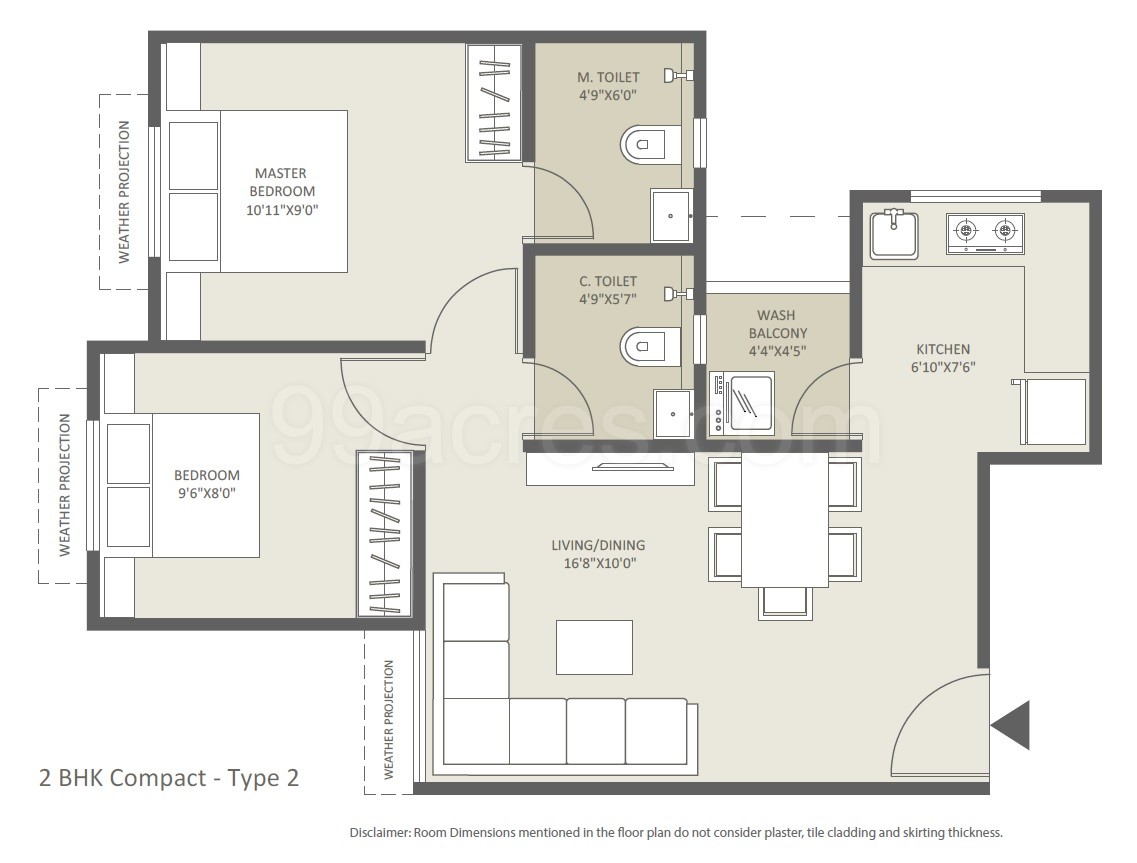 M. TOILET
4'9"X6'0"
WEATHER PROJECTION
MASTER
BEDROOM
10'11"X9'0"
C. TOILET
4'9"X5'7"
WASH
BALCONY
4'4"X4'5"
KITCHEN
6'10"X7'6"
99acres.com
WEATHER PROJECTION
BEDROOM
9'6"X8'0"
LIVING/DINING
16'8"X10'0"
WEATHER PROJECTION
2 BHK Compact - Type 2
Disclaimer: Room Dimensions mentioned in the floor plan do not consider plaster, tile cladding and skirting thickness.